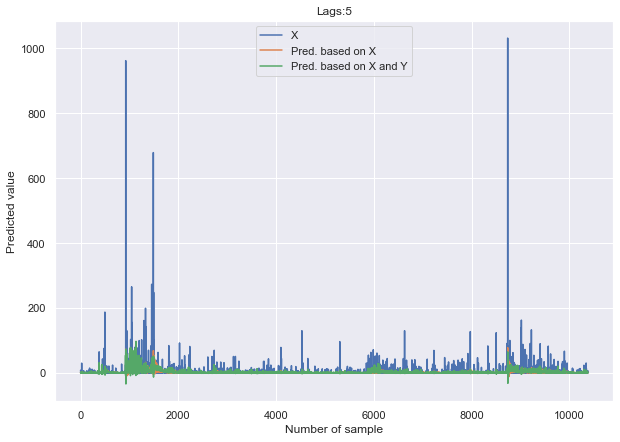 Lags:5
X
Pred. based on X
Pred. based on X and Y
Predicted value
1000
800
600
400
200
0
0
2000
4000
6000
8000
10000
Number of sample